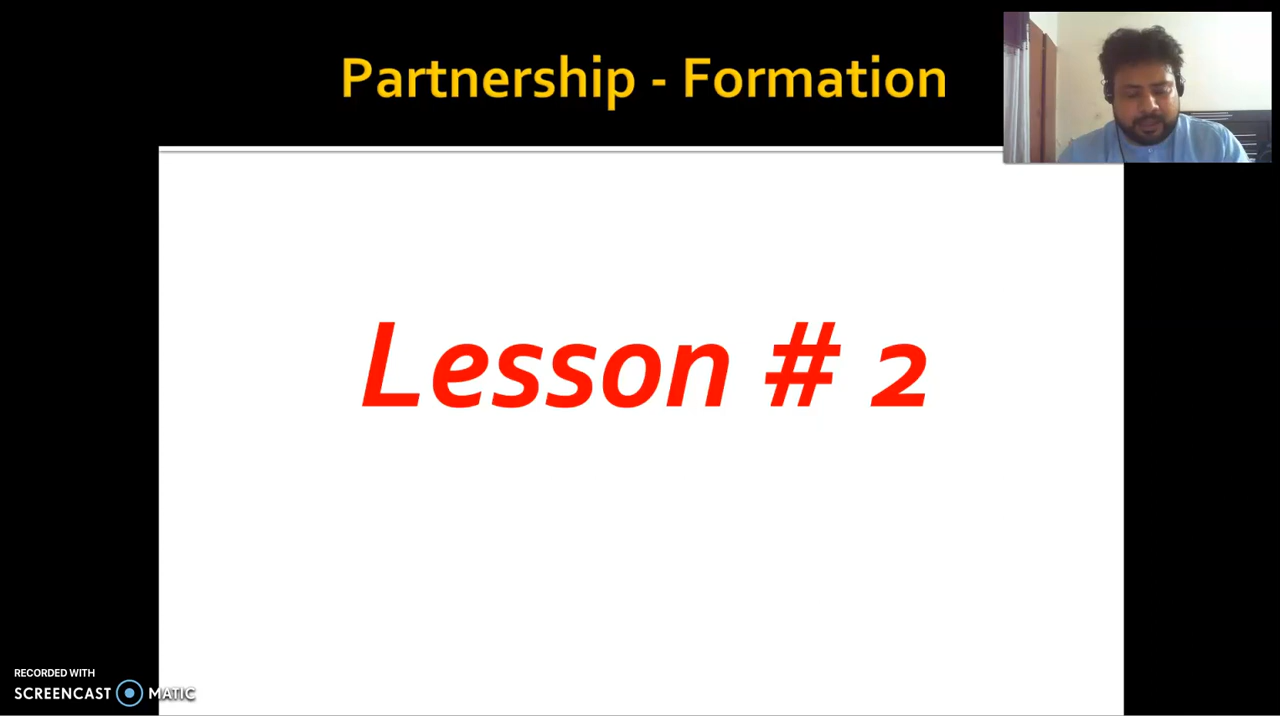 Partnership - Formation
Lesson # 2
RECORDED WITH
SCREENCAST MATIC